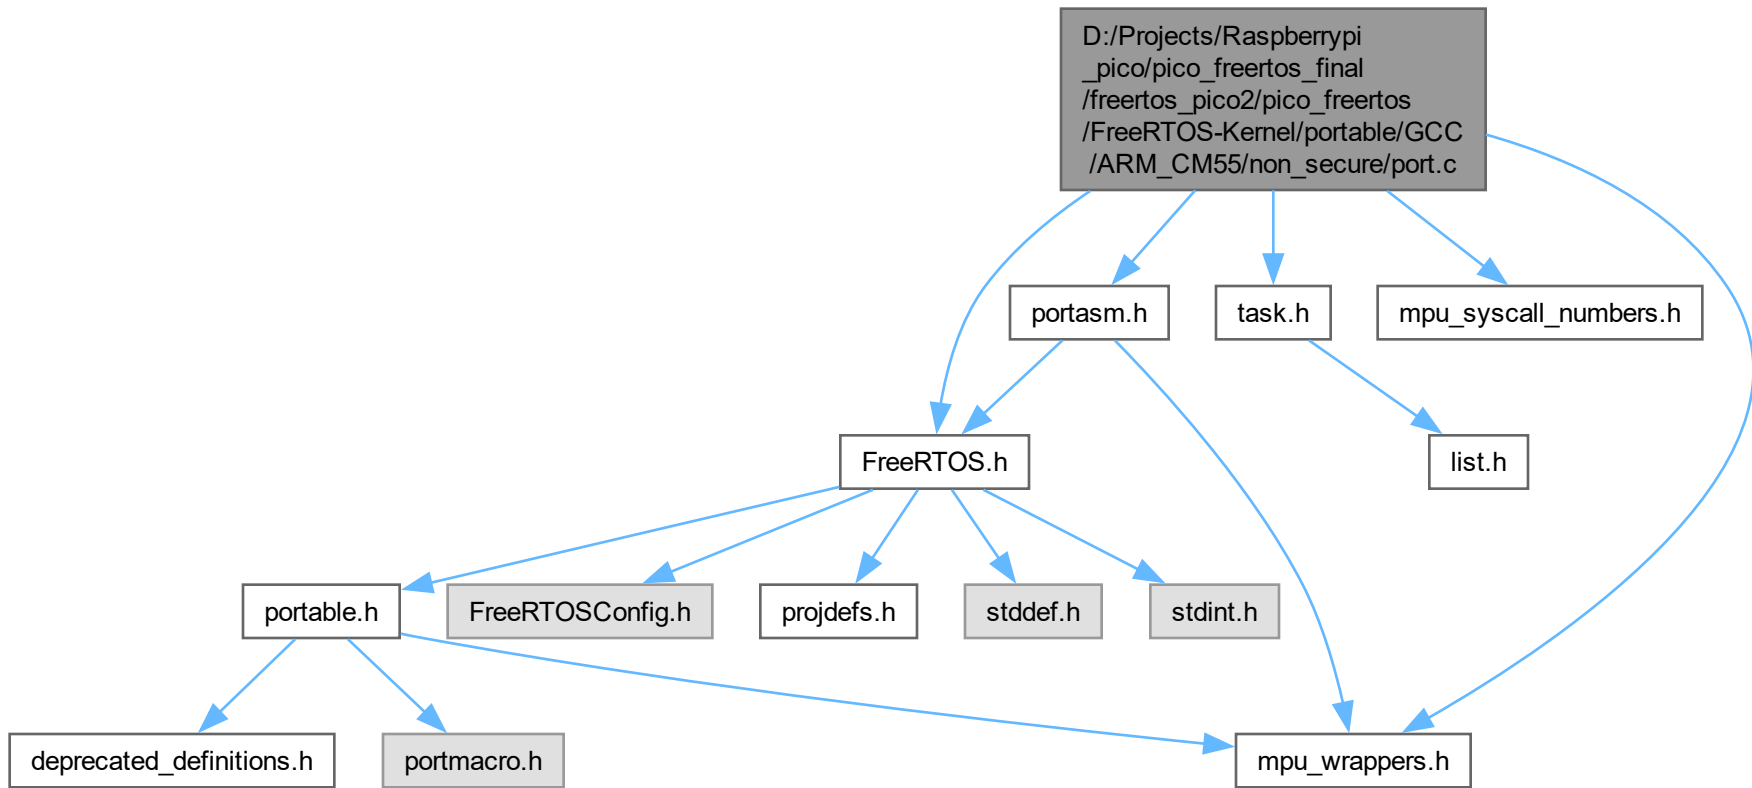 D:/Projects/Raspberrypi
_pico/pico_freertos_final
/freertos_pico2/pico_freertos
/FreeRTOS-Kernel/portable/GCC
/ARM_CM55/non_secure/port.c
portasm.h
task.h
mpu_syscall_numbers.h
FreeRTOS.h
list.h
portable.h
FreeRTOSConfig.h
projdefs.h
stddef.h
stdint.h
deprecated_definitions.h
portmacro.h
mpu_wrappers.h